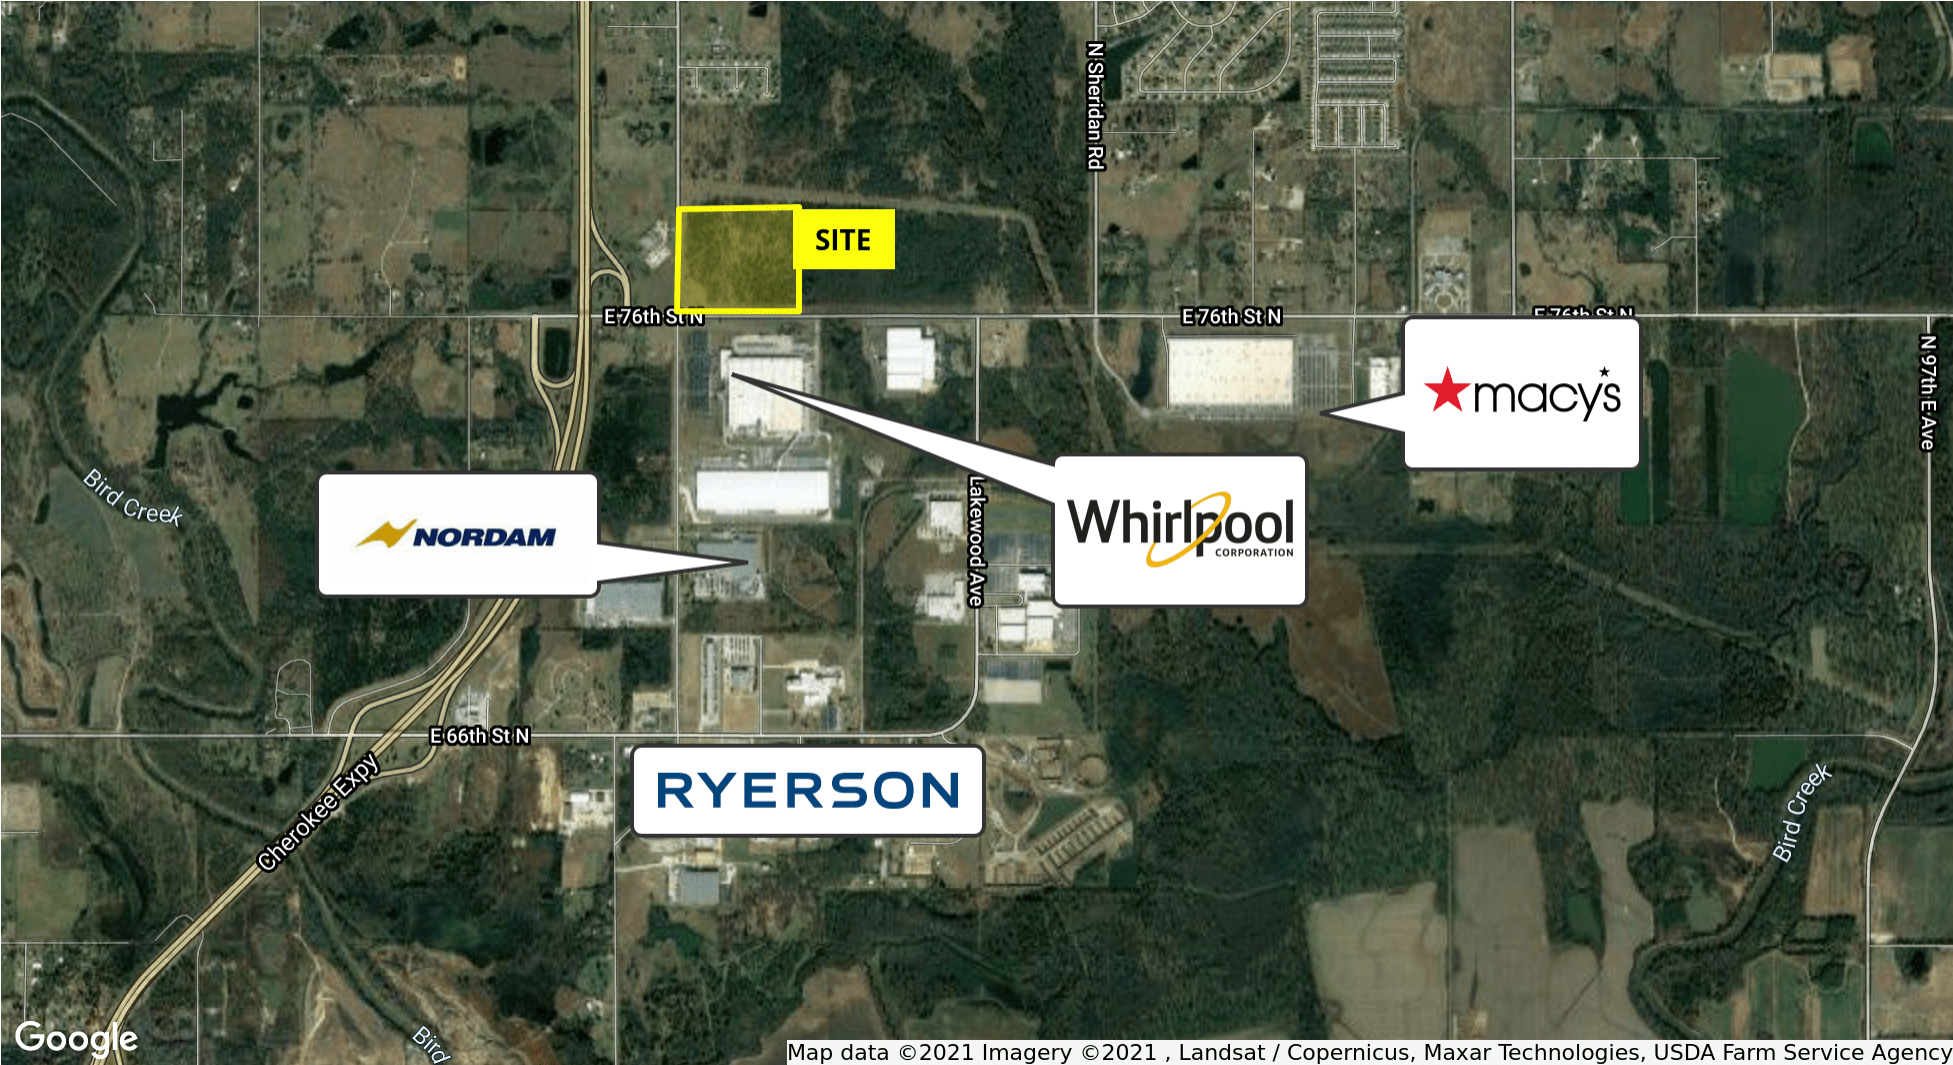 N Sheridan Rd
SITE
E 76th St N
E 76th St N
E 76th St N
N 97th E Ave
macy's
Bird Creek
NORDAM
Lakewood Ave
Whirlpool
CORPORATION
E 66th St N
RYERSON
Cherokee Expy
Bird Creek
Bird
Google
Map data ©2021 Imagery ©2021 , Landsat / Copernicus, Maxar Technologies, USDA Farm Service Agency